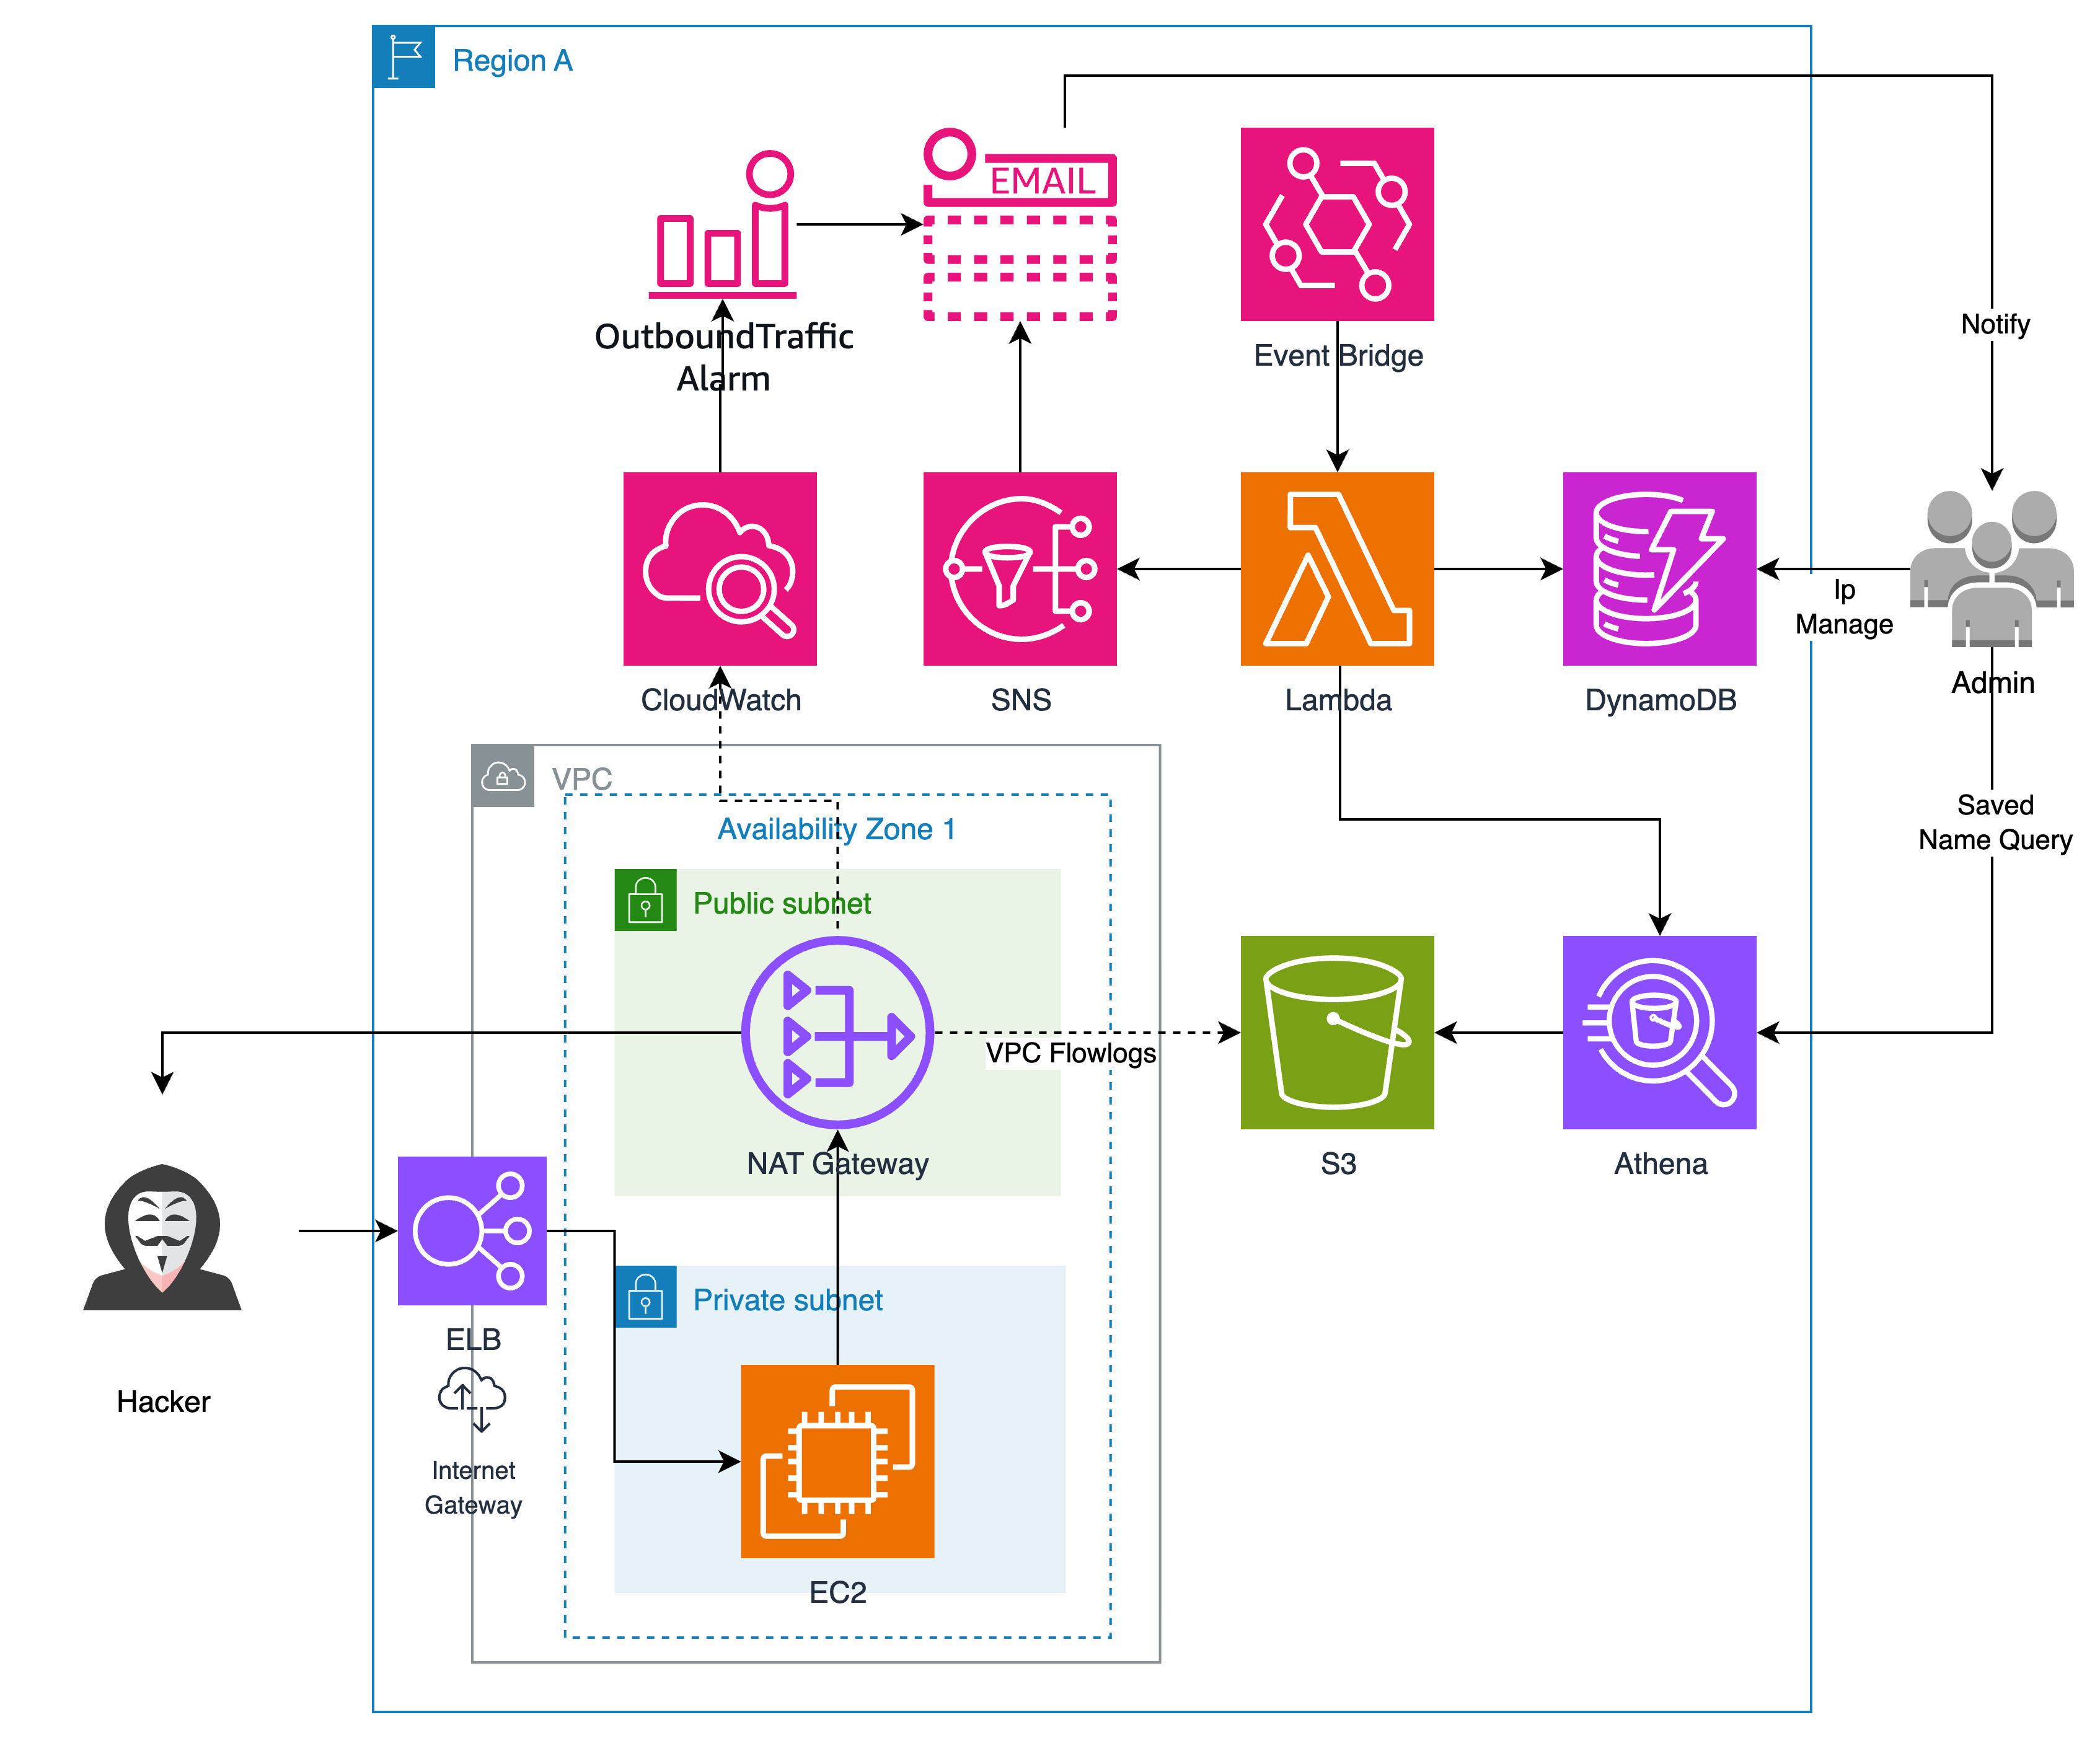 Region A
EMAIL
OutboundTraffic
Alarm
Event Bridge
Notify
CloudWatch
SNS
Lambda
DynamoDB
Ip
Manage
Admin
VPC
Availability Zone 1
Saved
Name Query
Public subnet
VPC Flowlogs
NAT Gateway
S3
Athena
Private subnet
ELB
Hacker
Internet
Gateway
EC2